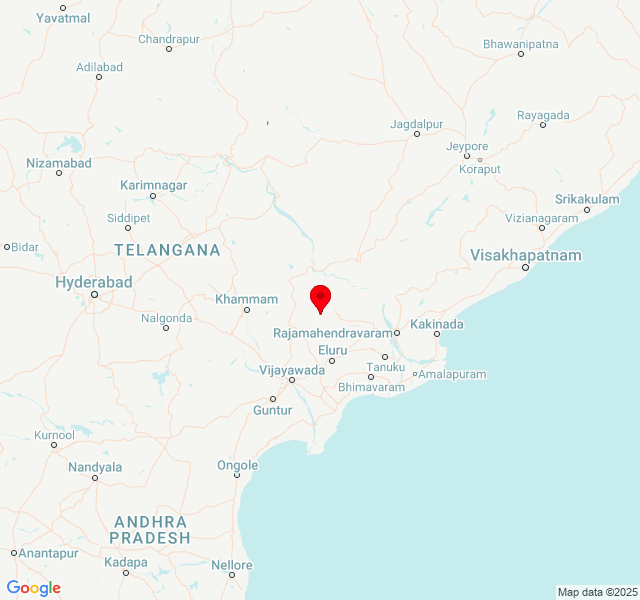 Yavatmal
Chandrapur
Bhawanipatna
Adilabad
Rayagada
Jagdalpur
Jeypore
Koraput
Nizamabad
Karimnagar
Srikakulam
Siddipet
Vizianagaram
Bidar
TELANGANA
Visakhapatnam
Hyderabad
Khammam
Nalgonda
Rajamahendravaram
Kakinada
Eluru
Tanuku
Vijayawada
Amalapuram
Bhimavaram
Guntur
Kurnool
Nandyala
Ongole
ANDHRA
PRADESH
Anantapur
Kadapa
Nellore
Google
Map data ©2025